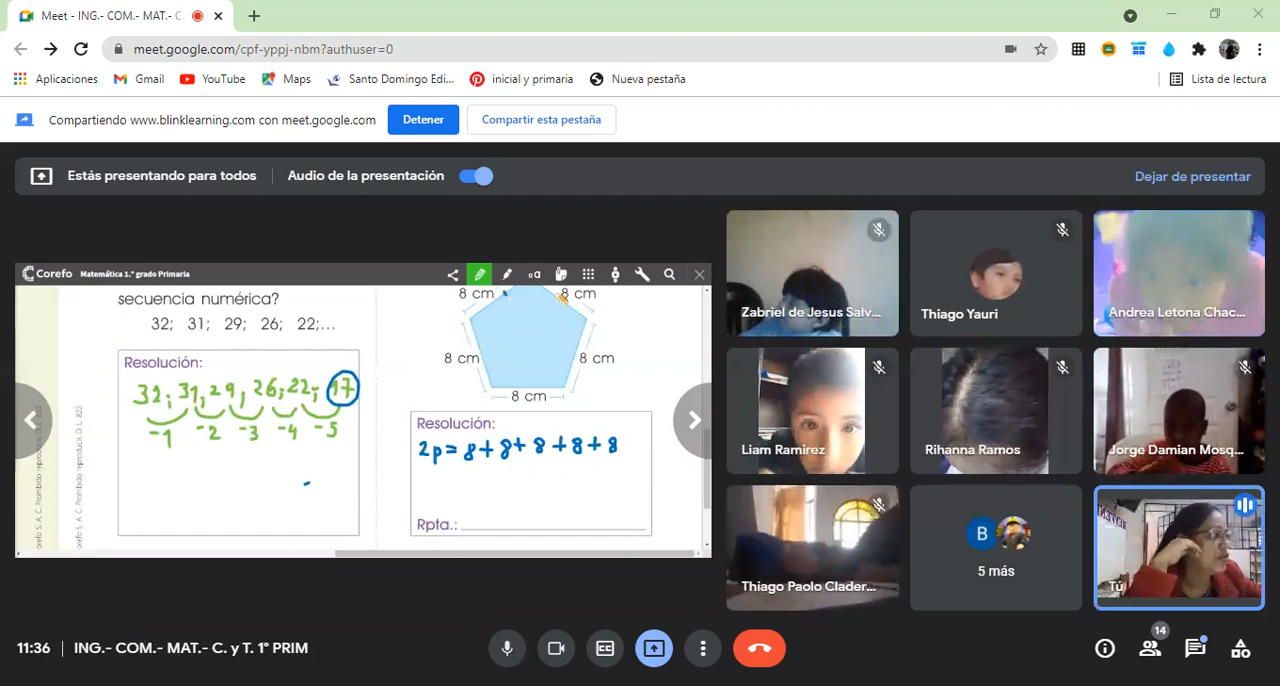 Meet - ING.- COM.- MAT.- C.
meet.google.com/cpf-yppj-nbm?authuser=0
Aplicaciones Gmail YouTube Maps Santo Domingo Edi... inicial y primaria Nueva pestaña Lista de lectura
Compartiendo www.blinklearning.com con meet.google.com Detener Compartir esta pestaña
Estás presentando para todos Audio de la presentación Dejar de presentar
Corefo Matemática 1.° grado Primaria
secuencia numérica?
32; 31; 29; 26; 22;...
Resolución:
32; 31; 29; 26; 22; 17
-1 -2 -3 -4 -5
8 cm 8 cm
8 cm 8 cm
8 cm
Resolución:
2p = 8 + 8 + 8 + 8 + 8
Rpta.:
orefo S. A. C. Prohibido reproducir. D. L. 822
Zabriel de Jesus Salv...
Thiago Yauri
Andrea Letona Chac...
Liam Ramirez
Rihanna Ramos
Jorge Damian Mosq...
Thiago Paolo Clader...
B
5 más
Tú
11:36 ING.- COM.- MAT.- C. y T. 1° PRIM
14